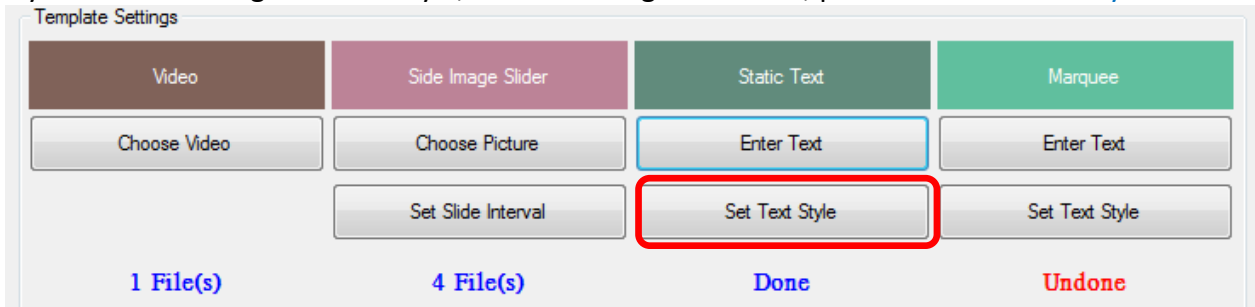 Template Settings
Video Side Image Slider Static Text Marquee
Choose Video Choose Picture Enter Text Enter Text
Set Slide Interval Set Text Style Set Text Style
1 File(s) 4 File(s) Done Undone